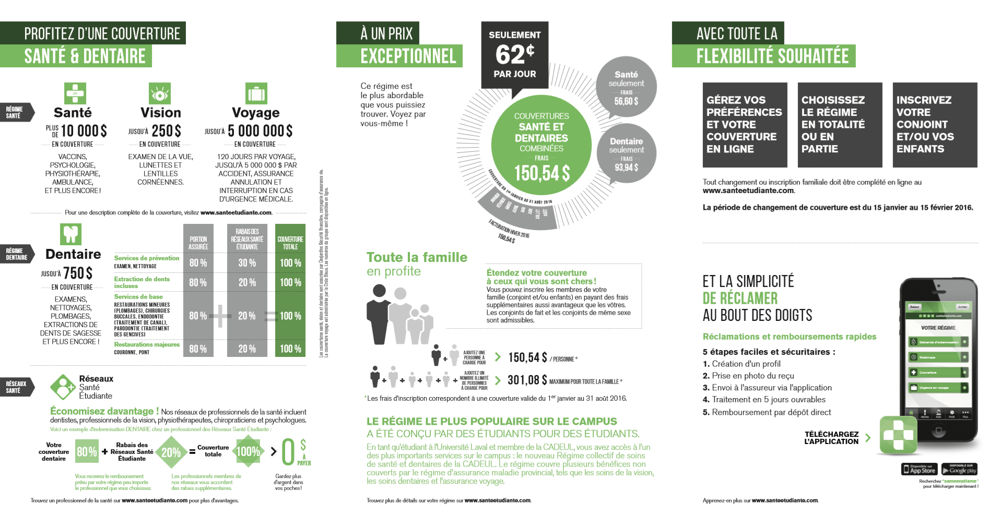 PROFITEZ D'UNE COUVERTURE
SANTÉ & DENTAIRE
RÉGIME
SANTÉ
Santé
PLUS
DE 10 000 $
EN COUVERTURE
VACCINS,
PSYCHOLOGIE,
PHYSIOTHÉRAPIE,
AMBULANCE,
ET PLUS ENCORE !
Vision
JUSQU'À 250 $
EN COUVERTURE
EXAMEN DE LA VUE,
LUNETTES ET
LENTILLES
CORNÉENNES.
Voyage
JUSQU'À 5 000 000 $
EN COUVERTURE
120 JOURS PAR VOYAGE,
JUSQU'À 5 000 000 $ PAR
ACCIDENT, ASSURANCE
ANNULATION ET
INTERRUPTION EN CAS
D'URGENCE MÉDICALE.
Pour une description complète de la couverture, visitez www.santeetudiante.com.
RÉGIME
DENTAIRE
Dentaire
JUSQU'À 750 $
EN COUVERTURE
EXAMENS,
NETTOYAGES,
PLOMBAGES,
EXTRACTIONS DE
DENTS DE SAGESSE
ET PLUS ENCORE !
PORTION
ASSURÉE
RABAIS DES
RÉSEAUX SANTÉ
ÉTUDIANTE
COUVERTURE
TOTALE
Services de prévention
EXAMEN, NETTOYAGE
80 % 30 % 100 %
Extraction de dents
incluses
80 % 20 % 100 %
Services de base
RESTAURATIONS MINEURES
(PLOMBAGES), CHIRURGIES
BUCCALES, ENDODONTIE
(TRAITEMENT DE CANAL),
PARODONTIE (TRAITEMENT
DES GENCIVES)
80 % + 20 % = 100 %
Restaurations majeures
COURONNE, PONT
80 % 20 % 100 %
Les couvertures santé, vision et dentaire sont assurées par Desjardins Sécurité financière, compagnie d'assurance vie.
La couverture voyage est administrée par la Croix Bleue. Les numéros de groupe sont disponibles en ligne.
RÉSEAUX
SANTÉ
Réseaux
Santé
Étudiante
Économisez davantage ! Nos réseaux de professionnels de la santé incluent
dentistes, professionnels de la vision, physiothérapeutes, chiropraticiens et psychologues.
Voici un exemple d'indemnisation DENTAIRE chez un professionnel des Réseaux Santé Étudiante :
Votre
couverture
dentaire
80%
+
Rabais des
Réseaux Santé
Étudiante
20%
=
Couverture
totale
100%
> 0 $
À
PAYER
Vous recevrez le remboursement
prévu par votre régime peu importe
le professionnel que vous choisissez.
Les professionnels membres de
nos réseaux vous accordent
des rabais supplémentaires.
Gardez plus
d'argent dans
vos poches !
Trouvez un professionnel de la santé sur www.santeetudiante.com pour plus d'avantages.
À UN PRIX
EXCEPTIONNEL
Ce régime est
le plus abordable
que vous puissiez
trouver. Voyez par
vous-même !
SEULEMENT
62¢
PAR JOUR
COUVERTURES
SANTÉ ET
DENTAIRES
COMBINÉES
FRAIS
150,54 $
Santé
seulement
FRAIS
56,60 $
Dentaire
seulement
FRAIS
93,94 $
COUVERTURE DU 1er JANVIER AU 31 AOÛT 2016
JANVIER
FÉVRIER
MARS
AVRIL
MAI
JUIN
JUILLET
AOÛT
FACTURATION HIVER 2016
150,54 $
Toute la famille
en profite
Étendez votre couverture
à ceux qui vous sont chers !
Vous pouvez inscrire les membres de votre
famille (conjoint et/ou enfants) en payant des frais
supplémentaires aussi avantageux que les vôtres.
Les conjoints de fait et les conjoints de même sexe
sont admissibles.
+
AJOUTEZ UNE
PERSONNE À
CHARGE POUR
> 150,54 $ / PERSONNE *
+ + + + +
AJOUTEZ UN
NOMBRE ILLIMITÉ
DE PERSONNES
À CHARGE POUR
> 301,08 $ MAXIMUM POUR TOUTE LA FAMILLE *
*Les frais d'inscription correspondent à une couverture valide du 1er janvier au 31 août 2016.
LE RÉGIME LE PLUS POPULAIRE SUR LE CAMPUS
A ÉTÉ CONÇU PAR DES ÉTUDIANTS POUR DES ÉTUDIANTS.
En tant qu'étudiant à l'Université Laval et membre de la CADEUL, vous avez accès à l'un
des plus importants services sur le campus : le nouveau Régime collectif de soins
de santé et dentaires de la CADEUL. Le régime couvre plusieurs bénéfices non
couverts par le régime d'assurance maladie provincial, tels que les soins de la vision,
les soins dentaires et l'assurance voyage.
Trouvez plus de détails sur votre régime sur www.santeetudiante.com.
AVEC TOUTE LA
FLEXIBILITÉ SOUHAITÉE
GÉREZ VOS
PRÉFÉRENCES
ET VOTRE
COUVERTURE
EN LIGNE
CHOISISSEZ
LE RÉGIME
EN TOTALITÉ
OU EN
PARTIE
INSCRIVEZ
VOTRE
CONJOINT
ET/OU VOS
ENFANTS
Tout changement ou inscription familiale doit être complété en ligne au
www.santeetudiante.com.
La période de changement de couverture est du 15 janvier au 15 février 2016.
ET LA SIMPLICITÉ
DE RÉCLAMER
AU BOUT DES DOIGTS
Réclamations et remboursements rapides
5 étapes faciles et sécuritaires :
1. Création d'un profil
2. Prise en photo du reçu
3. Envoi à l'assureur via l'application
4. Traitement en 5 jours ouvrables
5. Remboursement par dépôt direct
TÉLÉCHARGEZ
L'APPLICATION >
Retour
Quitter
santeetudiante.com
VOTRE RÉGIME
Demande d'indemnisation
Historique
Couverture
Urgence en voyage
Alertes
Aide
Profil
Plus
Disponible sur
App Store
DISPONIBLE SUR
Google play
Recherchez "santeetudiante"
pour télécharger maintenant !
Apprenez-en plus sur www.santeetudiante.com.